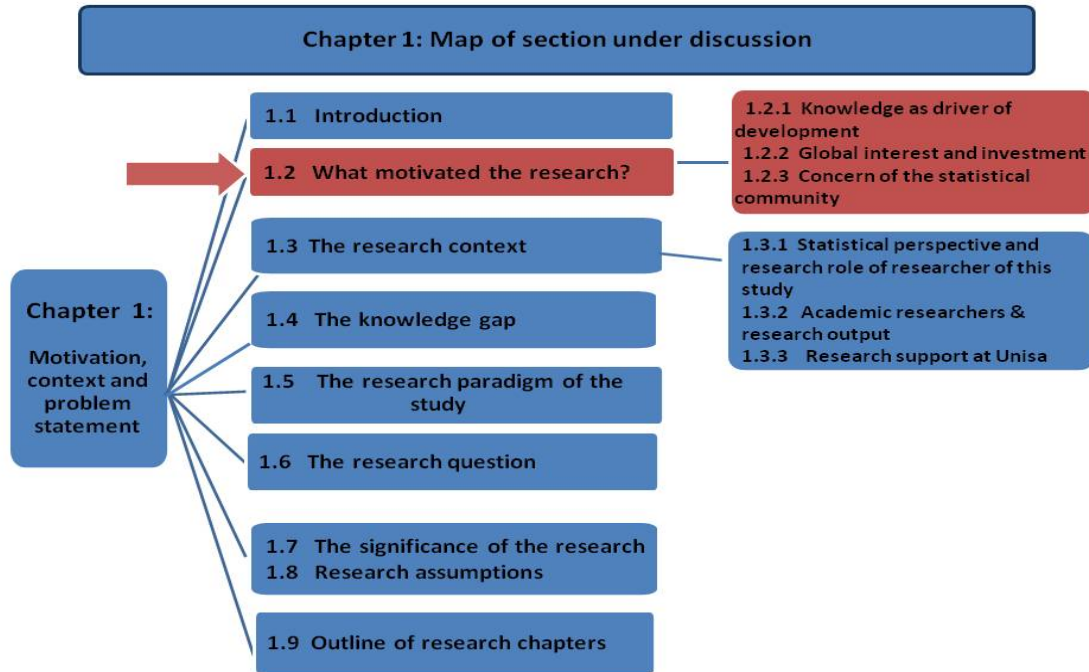 Chapter 1: Map of section under discussion
Chapter 1:
Motivation,
context and
problem
statement
1.1 Introduction
1.2 What motivated the research?
1.2.1 Knowledge as driver of
development
1.2.2 Global interest and investment
1.2.3 Concern of the statistical
community
1.3 The research context
1.3.1 Statistical perspective and
research role of researcher of this
study
1.3.2 Academic researchers &
research output
1.3.3 Research support at Unisa
1.4 The knowledge gap
1.5 The research paradigm of the
study
1.6 The research question
1.7 The significance of the research
1.8 Research assumptions
1.9 Outline of research chapters